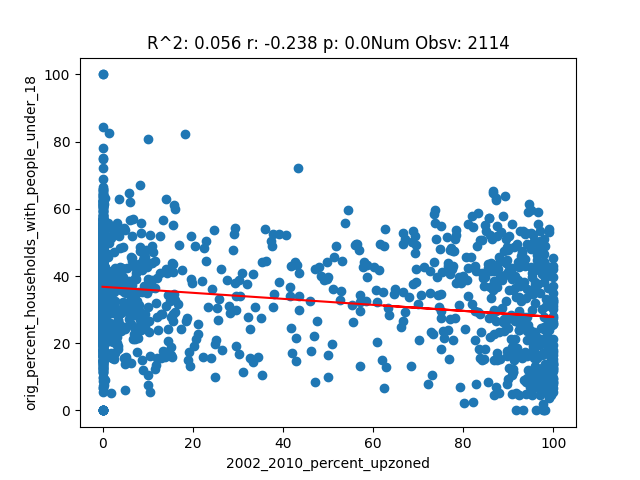 R^2: 0.056 r: -0.238 p: 0.0Num Obsv: 2114
100
80
60
40
20
0
orig_percent_households_with_people_under_18
0 20 40 60 80 100
2002_2010_percent_upzoned